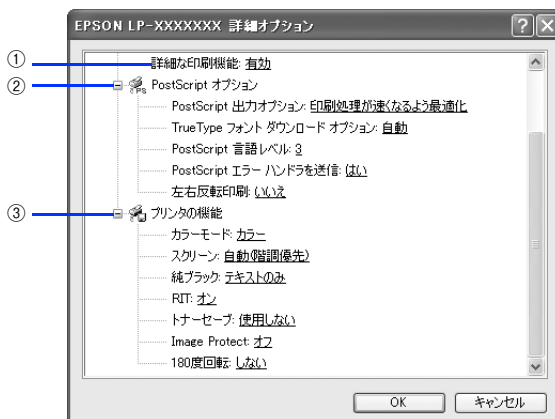 EPSON LP-XXXXXXX 詳細オプション
① 詳細な印刷機能: 有効
② PostScript オプション
PostScript 出力オプション: 印刷処理が速くなるよう最適化
TrueType フォント ダウンロード オプション: 自動
PostScript 言語レベル: 3
PostScript エラー ハンドラを送信: はい
左右反転印刷: いいえ
③ プリンタの機能
カラーモード: カラー
スクリーン: 自動(階調優先)
純ブラック: テキストのみ
RIT: オン
トナーセーブ: 使用しない
Image Protect: オフ
180度回転: しない
OK キャンセル